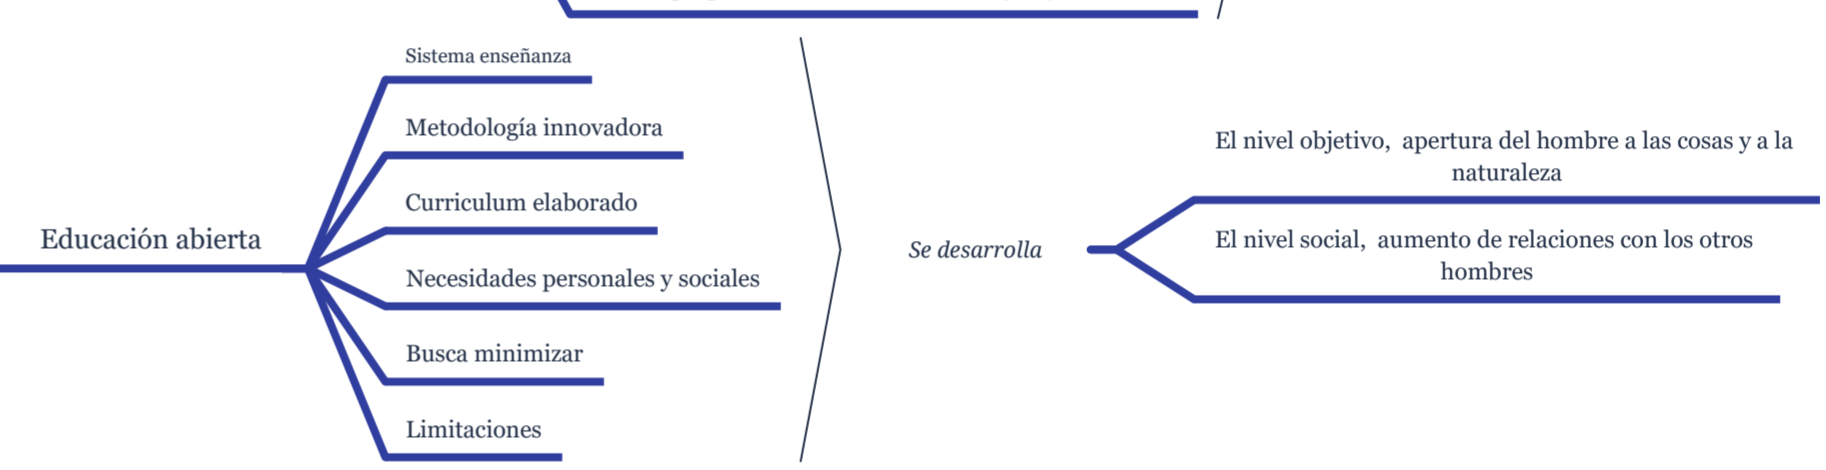 Educación abierta
Sistema enseñanza
Metodología innovadora
Curriculum elaborado
Necesidades personales y sociales
Busca minimizar
Limitaciones
Se desarrolla
El nivel objetivo, apertura del hombre a las cosas y a la
naturaleza
El nivel social, aumento de relaciones con los otros
hombres